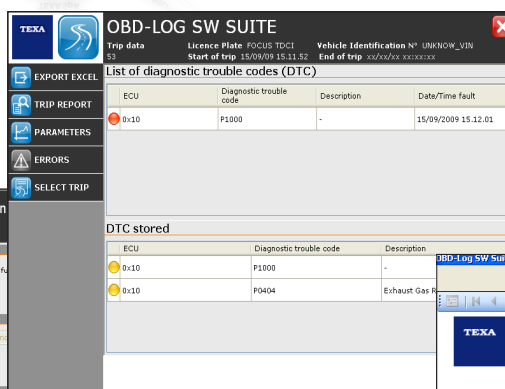 TEXA
OBD-LOG SW SUITE
Trip data
53
Licence Plate FOCUS TDCI
Start of trip 15/09/09 15.11.52
Vehicle Identification N° UNKNOW_VIN
End of trip xx/xx/xx xx:xx:xx
EXPORT EXCEL
TRIP REPORT
PARAMETERS
ERRORS
SELECT TRIP
List of diagnostic trouble codes (DTC)
ECU
Diagnostic trouble
code
Description
Date/Time fault
0x10
P1000
-
15/09/2009 15.12.01
DTC stored
ECU
Diagnostic trouble code
Description
0x10
P1000
-
0x10
P0404
Exhaust Gas R
OBD-Log SW Sui
TEXA